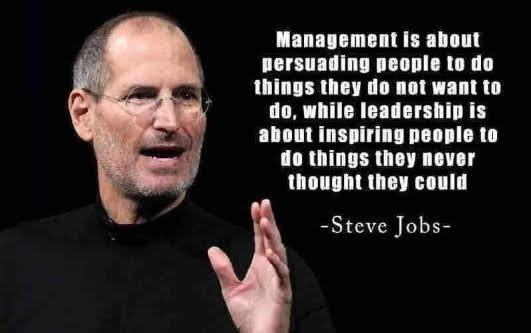 Management is about
persuading people to do
things they do not want to
do, while leadership is
about inspiring people to
do things they never
thought they could
-Steve Jobs-